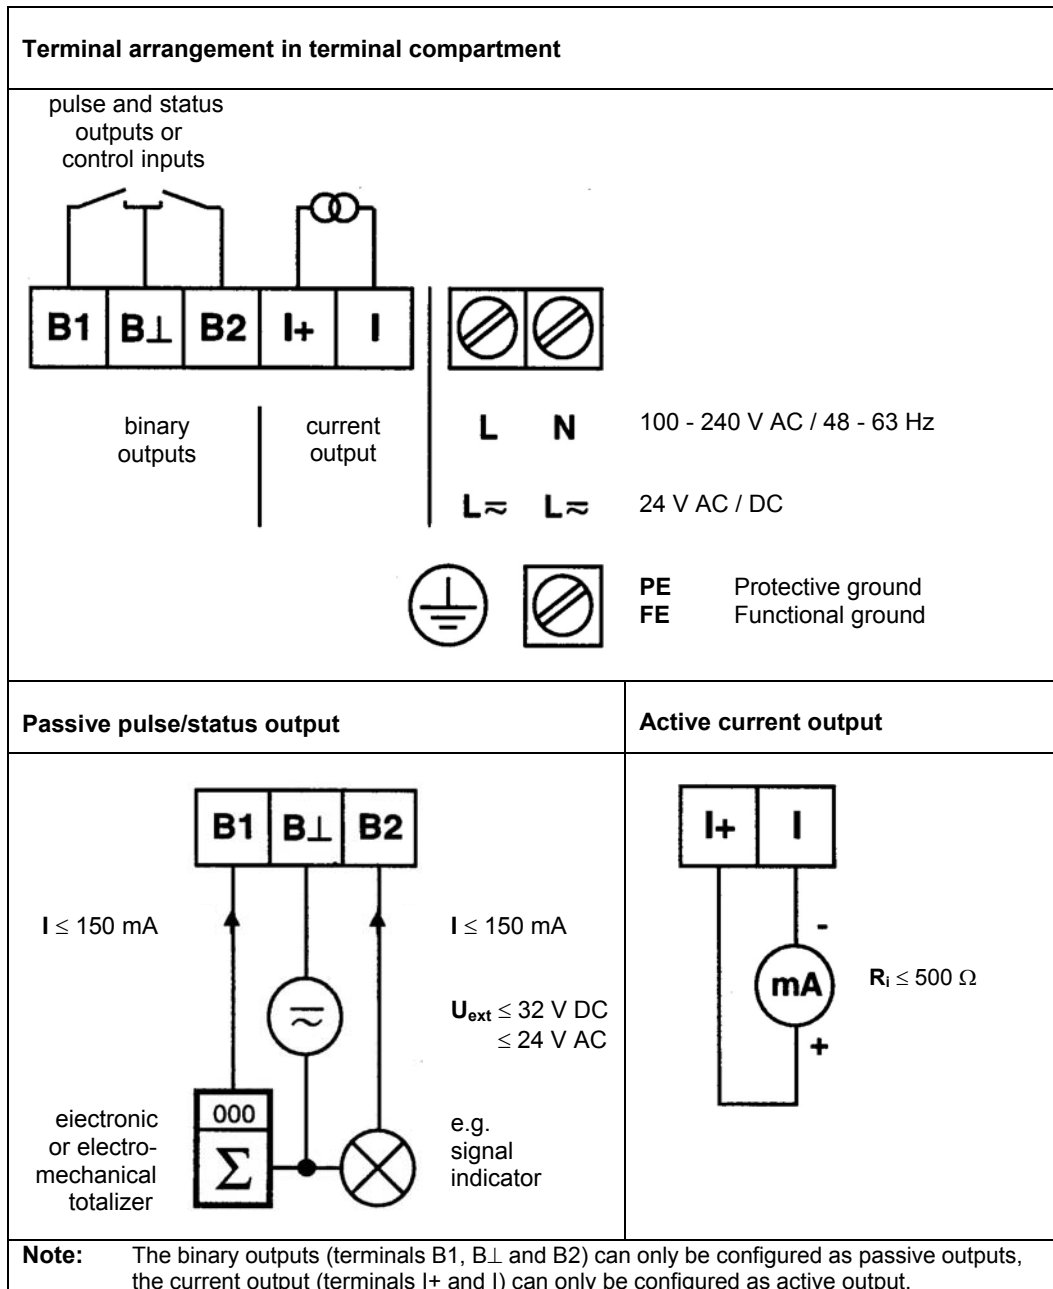 Terminal arrangement in terminal compartment
pulse and status
outputs or
control inputs
B1 B⊥ B2 I+ I
binary
outputs
current
output
L N 100 - 240 V AC / 48 - 63 Hz
L≂ L≂ 24 V AC / DC
PE Protective ground
FE Functional ground
Passive pulse/status output
Active current output
B1 B⊥ B2
I ≤ 150 mA
I ≤ 150 mA
Uext ≤ 32 V DC
≤ 24 V AC
000
Σ
eiectronic
or electro-
mechanical
totalizer
e.g.
signal
indicator
I+ I
-
mA
+
Ri ≤ 500 Ω
Note: The binary outputs (terminals B1, B⊥ and B2) can only be configured as passive outputs,
the current output (terminals I+ and I) can only be configured as active output.